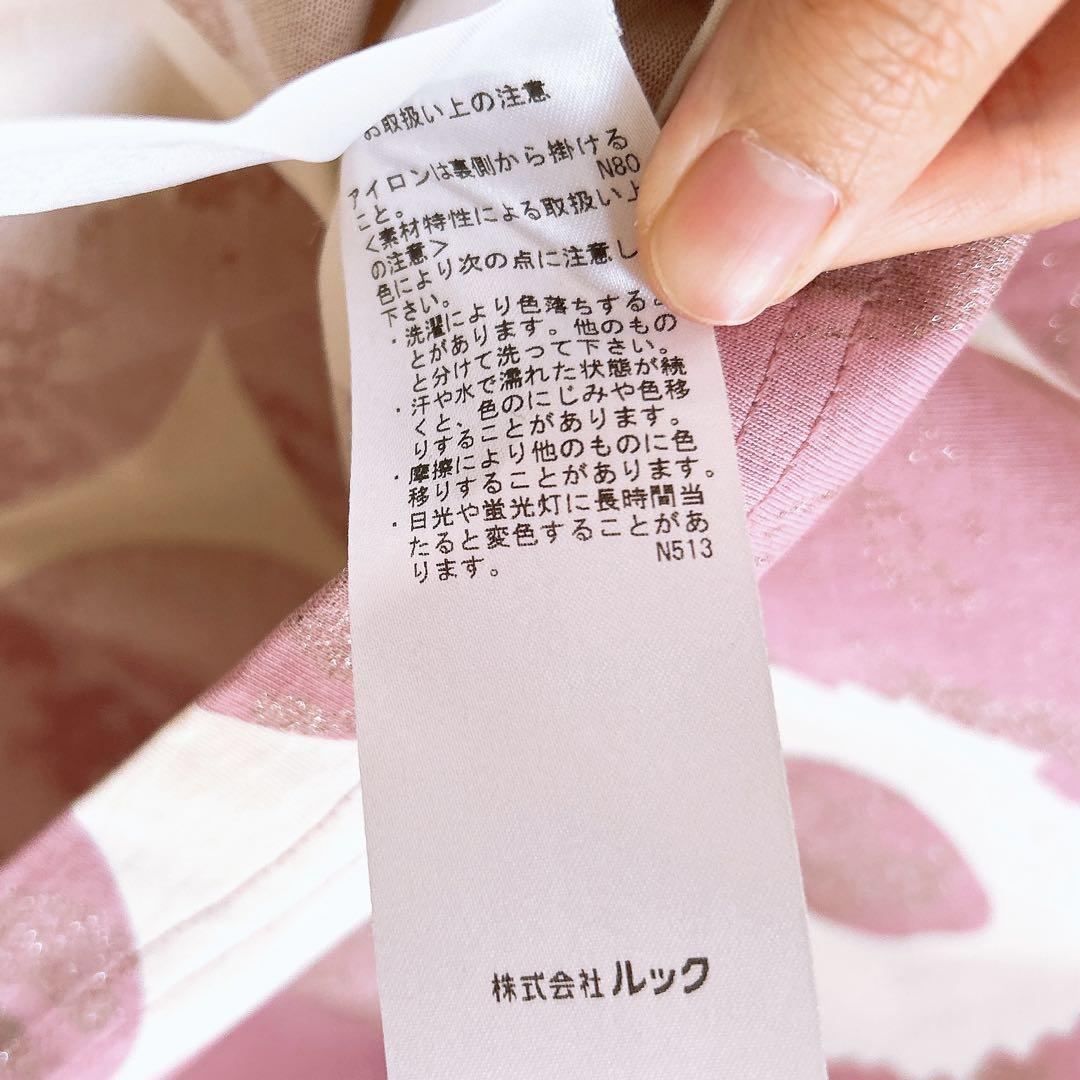 お取扱い上の注意
アイロンは裏側から掛ける
こと。 N80
<素材特性による取扱い上
の注意>
色により次の点に注意し
下さい。
・洗濯により色落ちするこ
とがあります。他のもの
と分けて洗って下さい。
・汗や水で濡れた状態が続
くと、色のにじみや色移
りすることがあります。
・摩擦により他のものに色
移りすることがあります。
・日光や蛍光灯に長時間当
たると変色することがあ
ります。 N513
株式会社ルック